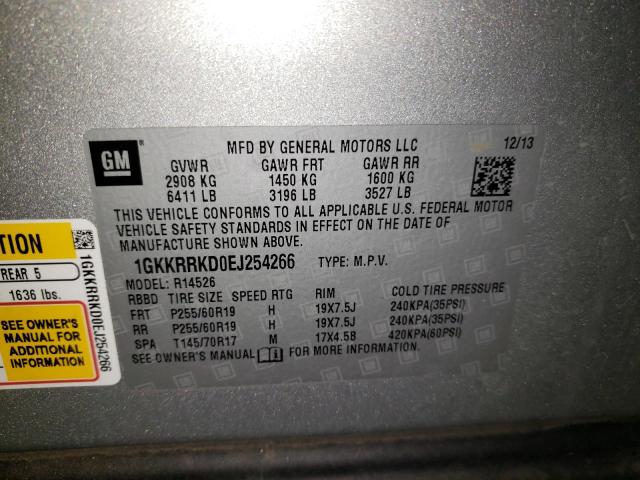 GM
MFD BY GENERAL MOTORS LLC 12/13
GVWR GAWR FRT GAWR RR
2908 KG 1450 KG 1600 KG
6411 LB 3196 LB 3527 LB
THIS VEHICLE CONFORMS TO ALL APPLICABLE U.S. FEDERAL MOTOR
VEHICLE SAFETY STANDARDS IN EFFECT ON THE DATE OF
MANUFACTURE SHOWN ABOVE.
1GKKRRKD0EJ254266 TYPE: M.P.V.
MODEL: R14526
RBBD TIRE SIZE SPEED RTG RIM COLD TIRE PRESSURE
FRT P255/60R19 H 19X7.5J 240KPA(35PSI)
RR P255/60R19 H 19X7.5J 240KPA(35PSI)
SPA T145/70R17 M 17X4.5B 420KPA(60PSI)
SEE OWNER'S MANUAL FOR MORE INFORMATION
REAR 5
1636 lbs.
SEE OWNER'S
MANUAL FOR
ADDITIONAL
INFORMATION
1GKKRRKD0EJ254266